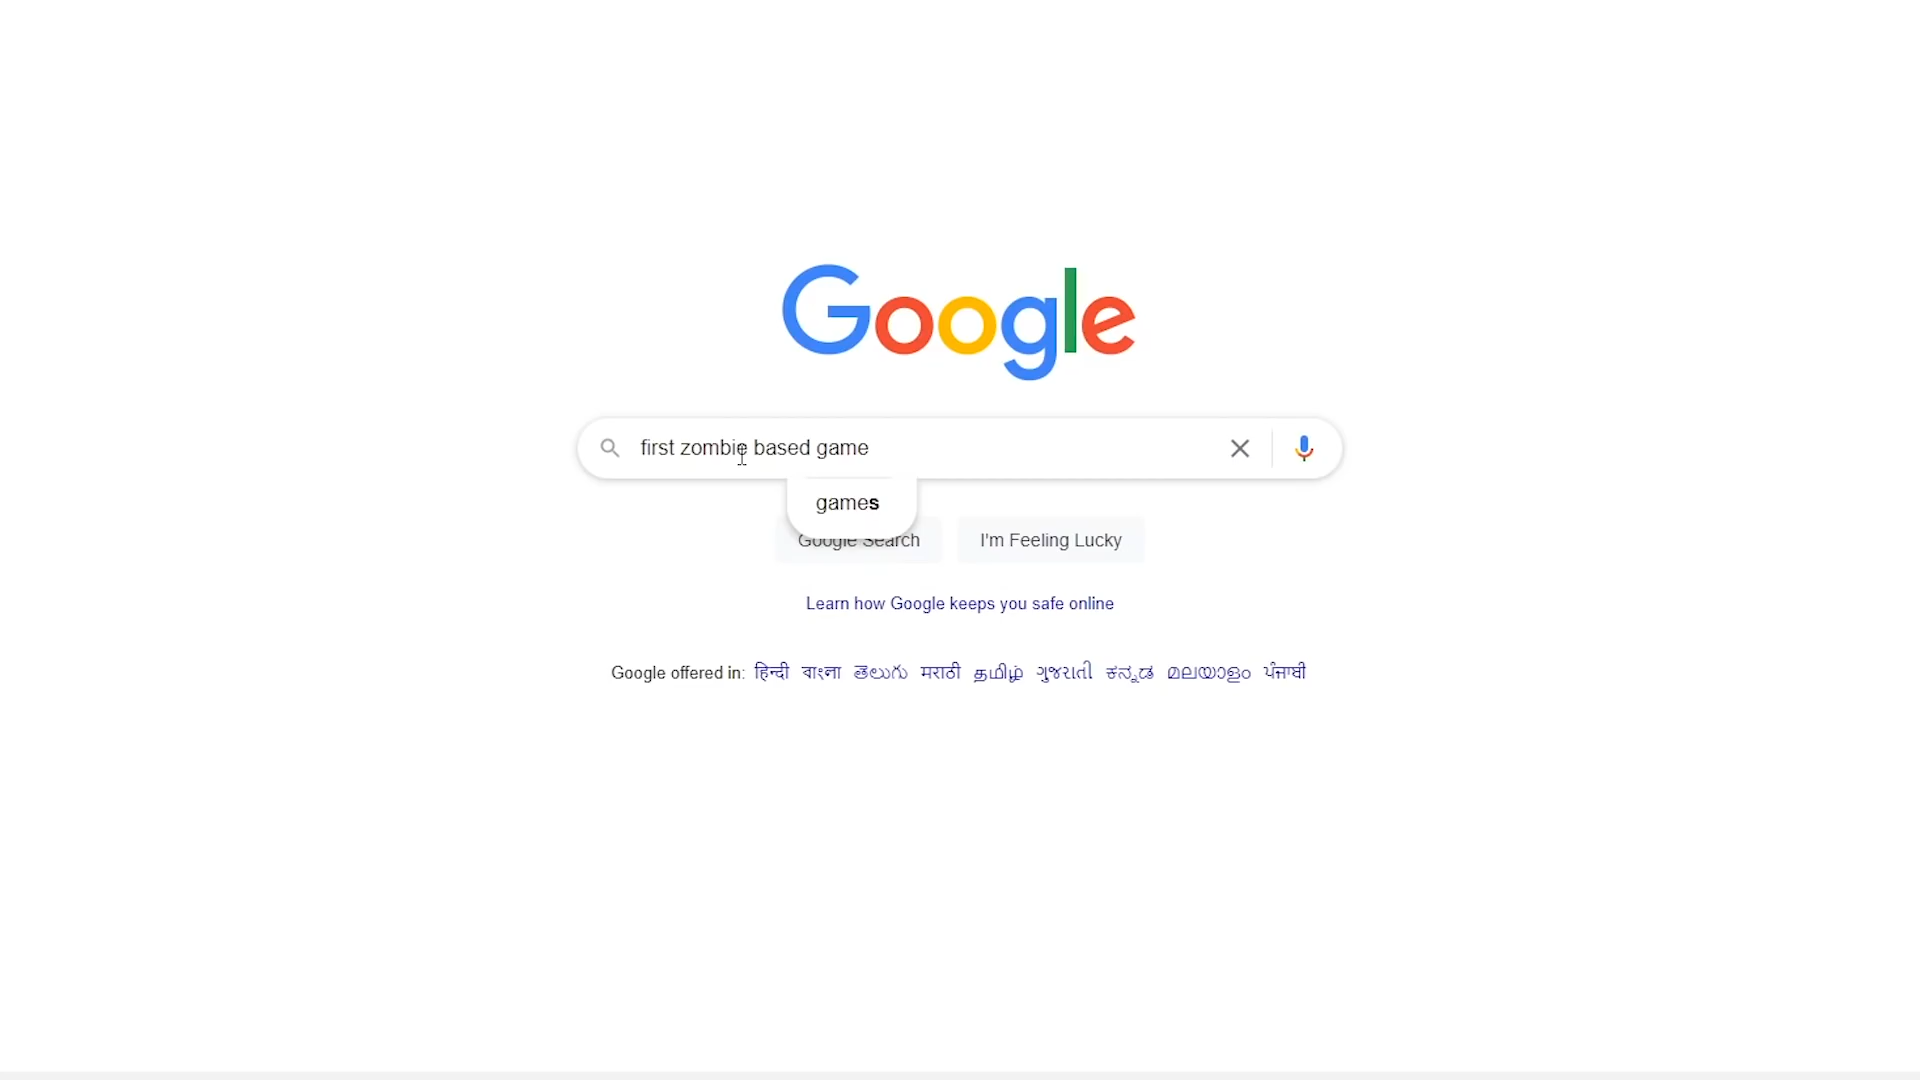 Google
first zombie based game
games
Google Search
I'm Feeling Lucky
Learn how Google keeps you safe online
Google offered in: हिन्दी বাংলা తెలుగు मराठी தமிழ் ગુજરાતી ಕನ್ನಡ മലയാളം ਪੰਜਾਬੀ